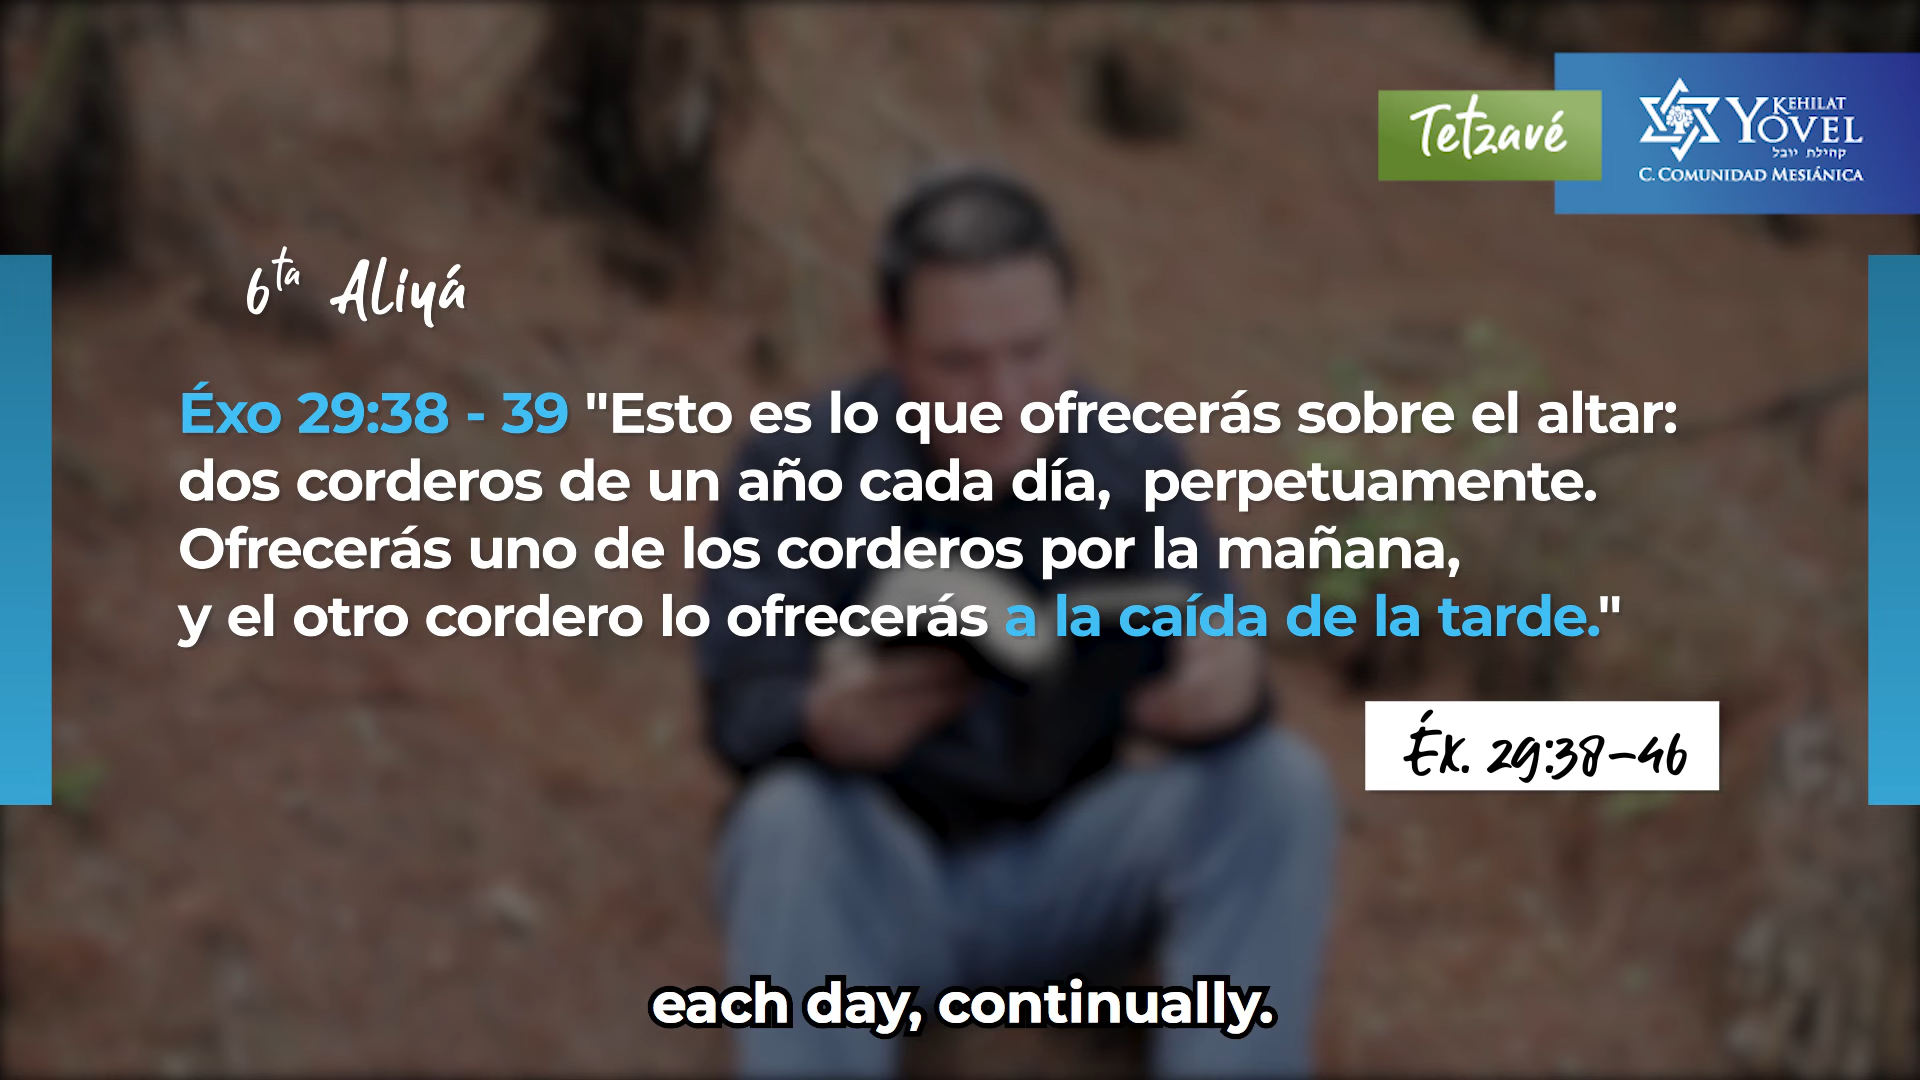 Tetzavé
KEHILAT
YOVEL
קהילת יובל
C. COMUNIDAD MESIÁNICA
6ta Aliyá
Éxo 29:38 - 39 "Esto es lo que ofrecerás sobre el altar:
dos corderos de un año cada día, perpetuamente.
Ofrecerás uno de los corderos por la mañana,
y el otro cordero lo ofrecerás a la caída de la tarde."
Éx. 29:38-46
each day, continually.